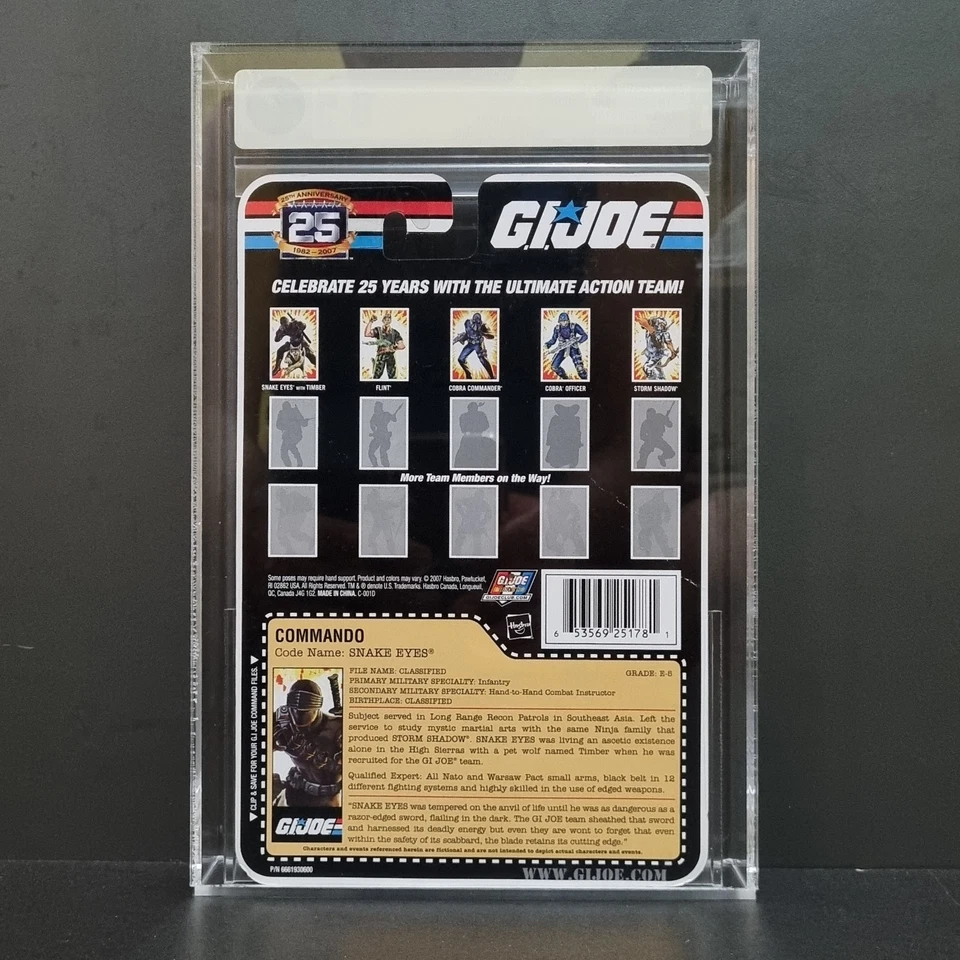 25TH ANNIVERSARY
25
1982-2007
G.I.JOE
CELEBRATE 25 YEARS WITH THE ULTIMATE ACTION TEAM!
SNAKE EYES® WITH TIMBER
FLINT®
COBRA COMMANDER®
COBRA® OFFICER
STORM SHADOW®
More Team Members on the Way!
Some poses may require hand support. Product and colors may vary. © 2007 Hasbro, Pawtucket,
RI 02862 USA. All Rights Reserved. TM & ® denote U.S. Trademarks. Hasbro Canada, Longueuil,
QC, Canada J4G 1G2. MADE IN CHINA. C-001D
G.I.JOE
GIJOECLUB.COM
Hasbro
6 53569 25178 1
COMMANDO
Code Name: SNAKE EYES®
FILE NAME: CLASSIFIED
GRADE: E-5
PRIMARY MILITARY SPECIALTY: Infantry
SECONDARY MILITARY SPECIALTY: Hand-to-Hand Combat Instructor
BIRTHPLACE: CLASSIFIED
Subject served in Long Range Recon Patrols in Southeast Asia. Left the
service to study mystic martial arts with the same Ninja family that
produced STORM SHADOW®. SNAKE EYES was living an ascetic existence
alone in the High Sierras with a pet wolf named Timber when he was
recruited for the GI JOE® team.
Qualified Expert: All Nato and Warsaw Pact small arms, black belt in 12
different fighting systems and highly skilled in the use of edged weapons.
"SNAKE EYES was tempered on the anvil of life until he was as dangerous as a
razor-edged sword, flailing in the dark. The GI JOE team sheathed that sword
and harnessed its deadly energy but even they are wont to forget that even
within the safety of its scabbard, the blade retains its cutting edge."
G.I.JOE
Characters and events referenced herein are fictional and are not intended to depict actual characters and events.
CLIP & SAVE FOR YOUR G.I. JOE COMMAND FILES.
P/N 6661930600
WWW.GIJOE.COM